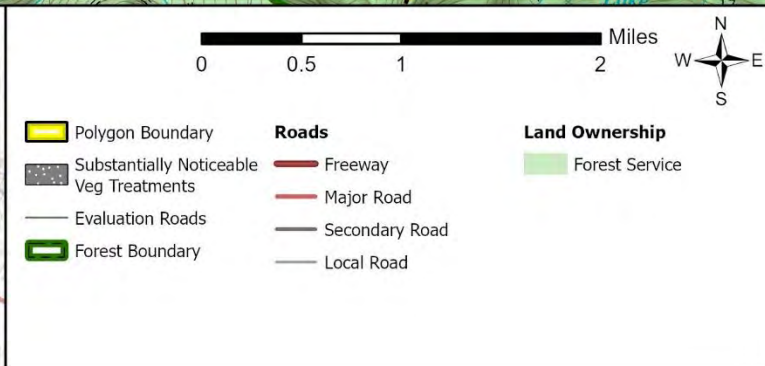 Miles
0 0.5 1 2
N
W E
S
Polygon Boundary
Substantially Noticeable
Veg Treatments
Evaluation Roads
Forest Boundary
Roads
Freeway
Major Road
Secondary Road
Local Road
Land Ownership
Forest Service